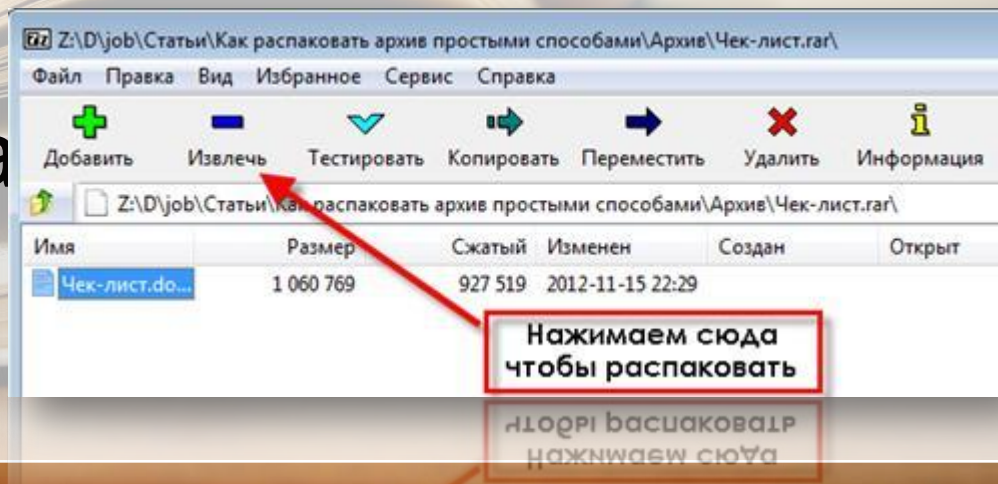 7z Z:\D\job\Статьи\Как распаковать архив простыми способами\Архив\Чек-лист.rar\
Файл Правка Вид Избранное Сервис Справка
Добавить Извлечь Тестировать Копировать Переместить Удалить Информация
Z:\D\job\Статьи\Как распаковать архив простыми способами\Архив\Чек-лист.rar\
Имя Размер Сжатый Изменен Создан Открыт
Чек-лист.do... 1 060 769 927 519 2012-11-15 22:29
Нажимаем сюда
чтобы распаковать